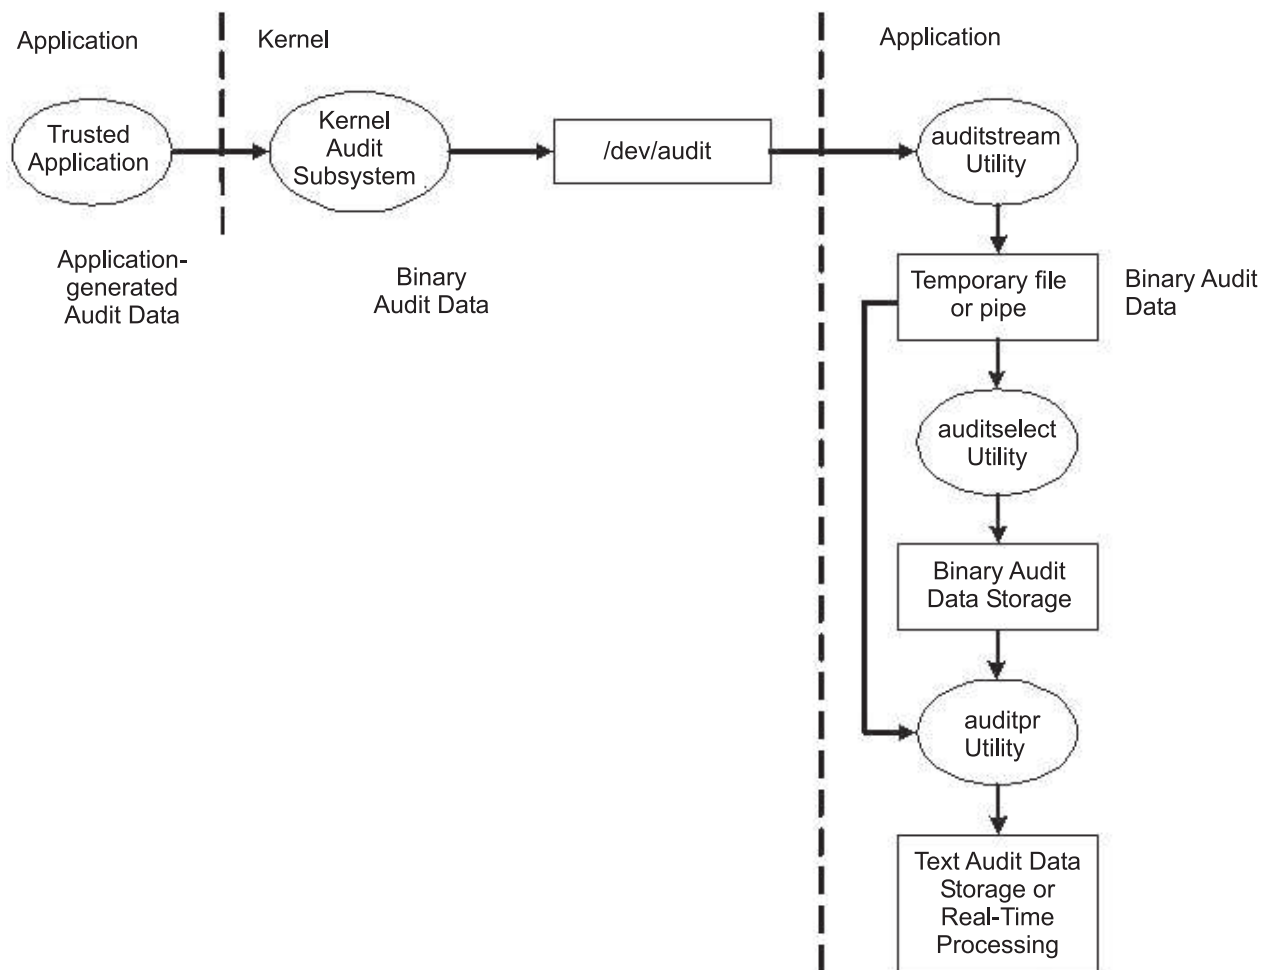 Application
Kernel
Application
Trusted
Application
Kernel
Audit
Subsystem
/dev/audit
auditstream
Utility
Application-
generated
Audit Data
Binary
Audit Data
Temporary file
or pipe
Binary Audit
Data
auditselect
Utility
Binary Audit
Data Storage
auditpr
Utility
Text Audit Data
Storage or
Real-Time
Processing